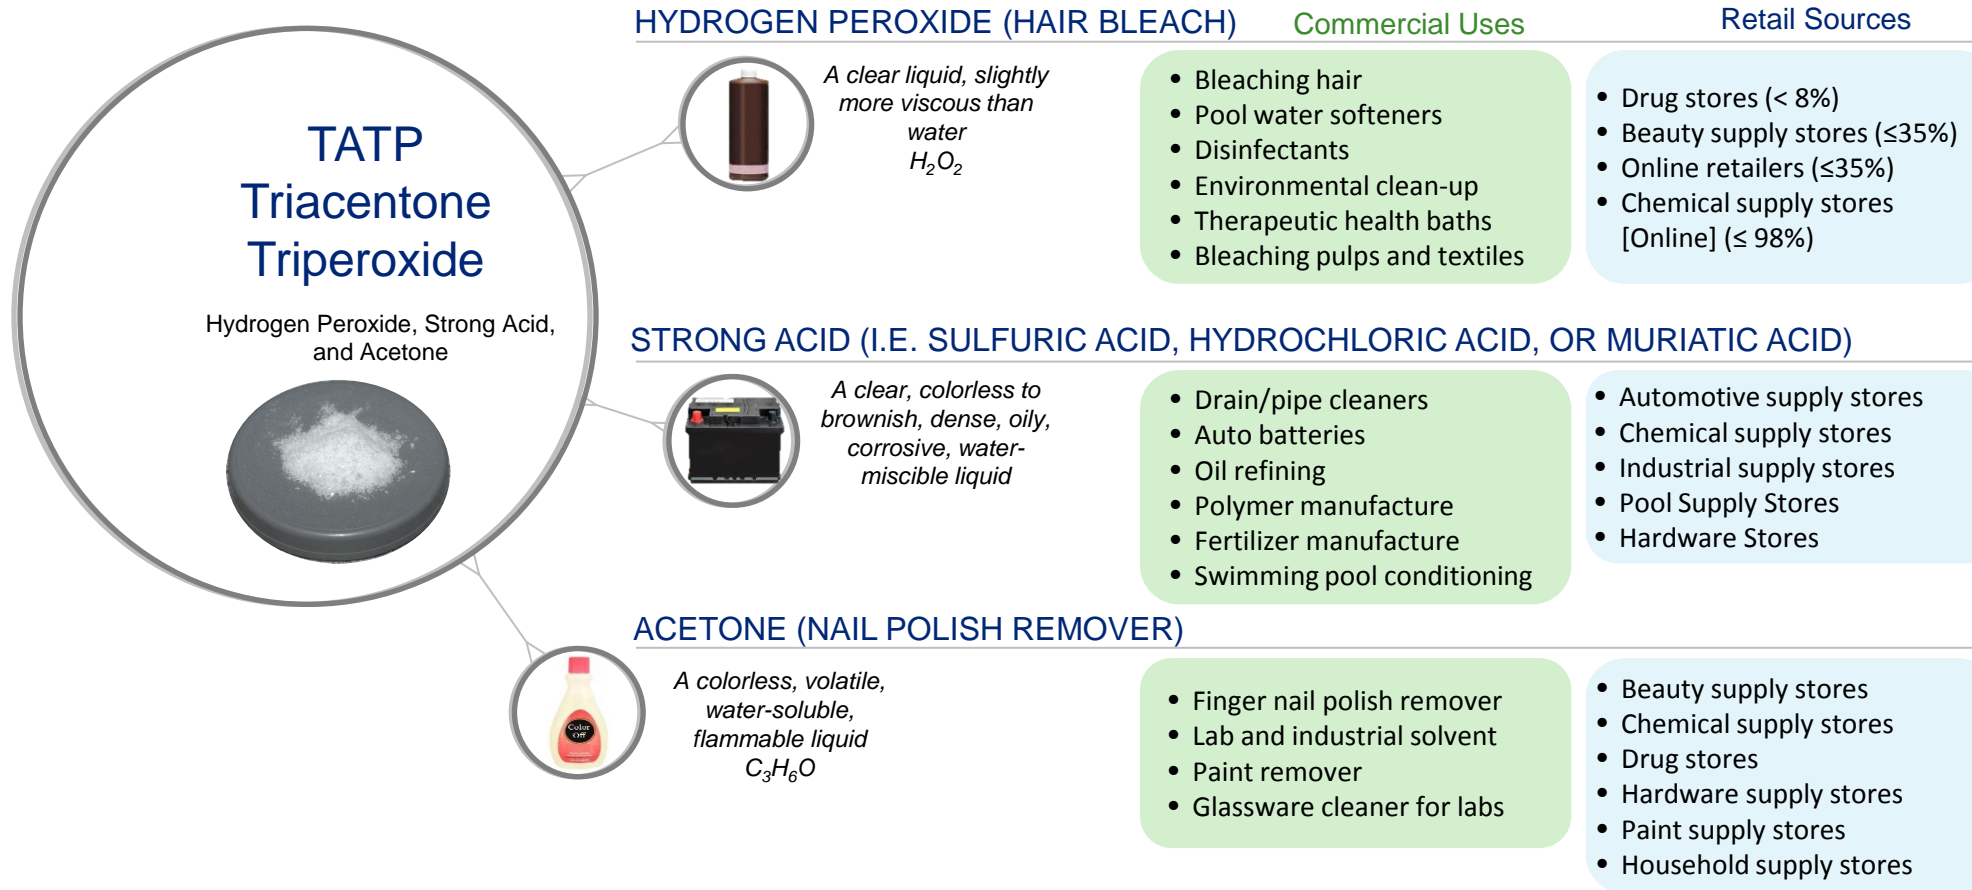 HYDROGEN PEROXIDE (HAIR BLEACH)
Commercial Uses
Retail Sources
TATP
Triacentone
Triperoxide
Hydrogen Peroxide, Strong Acid,
and Acetone
A clear liquid, slightly
more viscous than
water
H₂O₂
• Bleaching hair
• Pool water softeners
• Disinfectants
• Environmental clean-up
• Therapeutic health baths
• Bleaching pulps and textiles
• Drug stores (< 8%)
• Beauty supply stores (≤35%)
• Online retailers (≤35%)
• Chemical supply stores
[Online] (≤ 98%)
STRONG ACID (I.E. SULFURIC ACID, HYDROCHLORIC ACID, OR MURIATIC ACID)
A clear, colorless to
brownish, dense, oily,
corrosive, water-
miscible liquid
• Drain/pipe cleaners
• Auto batteries
• Oil refining
• Polymer manufacture
• Fertilizer manufacture
• Swimming pool conditioning
• Automotive supply stores
• Chemical supply stores
• Industrial supply stores
• Pool Supply Stores
• Hardware Stores
ACETONE (NAIL POLISH REMOVER)
Color
Off
A colorless, volatile,
water-soluble,
flammable liquid
C₃H₆O
• Finger nail polish remover
• Lab and industrial solvent
• Paint remover
• Glassware cleaner for labs
• Beauty supply stores
• Chemical supply stores
• Drug stores
• Hardware supply stores
• Paint supply stores
• Household supply stores